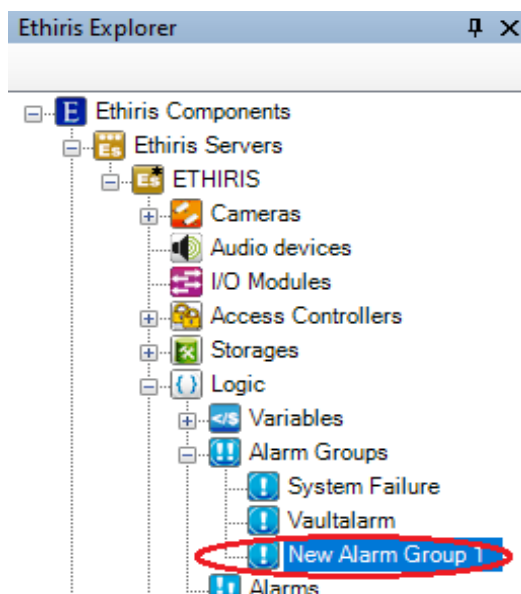 Ethiris Explorer
Ethiris Components
Ethiris Servers
ETHIRIS
Cameras
Audio devices
I/O Modules
Access Controllers
Storages
Logic
Variables
Alarm Groups
System Failure
Vaultalarm
New Alarm Group 1
Alarms